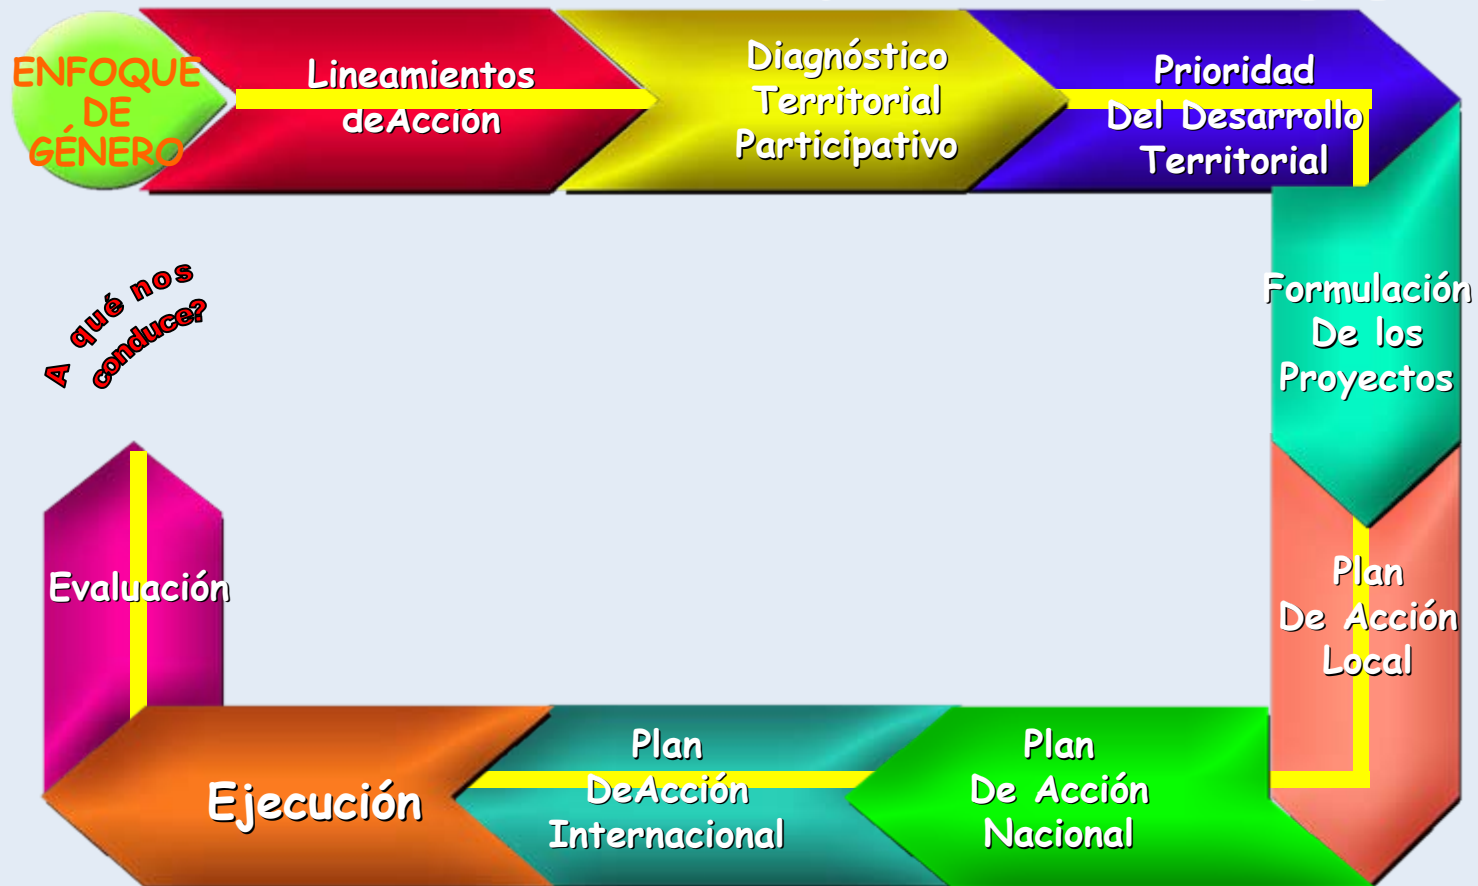 ENFOQUE
DE
GÉNERO
Lineamientos
deAcción
Diagnóstico
Territorial
Participativo
Prioridad
Del Desarrollo
Territorial
Formulación
De los
Proyectos
Plan
De Acción
Local
Plan
De Acción
Nacional
Plan
DeAcción
Internacional
Ejecución
Evaluación
A qué nos
conduce?